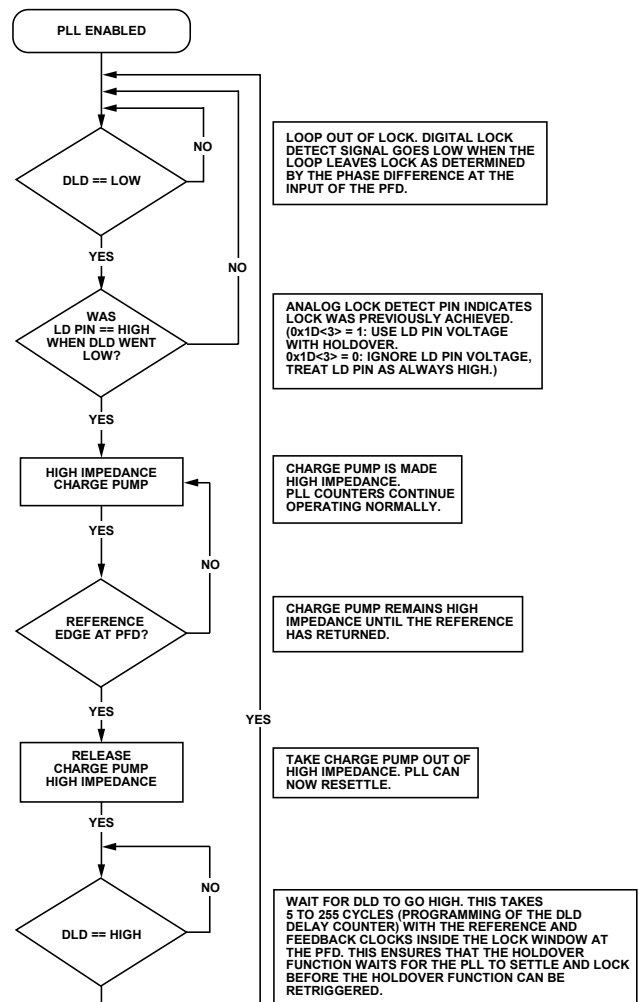 PLL ENABLED
NO
DLD == LOW
LOOP OUT OF LOCK. DIGITAL LOCK
DETECT SIGNAL GOES LOW WHEN THE
LOOP LEAVES LOCK AS DETERMINED
BY THE PHASE DIFFERENCE AT THE
INPUT OF THE PFD.
YES
NO
WAS
LD PIN == HIGH
WHEN DLD WENT
LOW?
ANALOG LOCK DETECT PIN INDICATES
LOCK WAS PREVIOUSLY ACHIEVED.
(0x1D<3> = 1: USE LD PIN VOLTAGE
WITH HOLDOVER.
0x1D<3> = 0: IGNORE LD PIN VOLTAGE,
TREAT LD PIN AS ALWAYS HIGH.)
YES
HIGH IMPEDANCE
CHARGE PUMP
CHARGE PUMP IS MADE
HIGH IMPEDANCE.
PLL COUNTERS CONTINUE
OPERATING NORMALLY.
YES
NO
REFERENCE
EDGE AT PFD?
CHARGE PUMP REMAINS HIGH
IMPEDANCE UNTIL THE REFERENCE
HAS RETURNED.
YES
YES
RELEASE
CHARGE PUMP
HIGH IMPEDANCE
TAKE CHARGE PUMP OUT OF
HIGH IMPEDANCE. PLL CAN
NOW RESETTLE.
YES
NO
DLD == HIGH
WAIT FOR DLD TO GO HIGH. THIS TAKES
5 TO 255 CYCLES (PROGRAMMING OF THE DLD
DELAY COUNTER) WITH THE REFERENCE AND
FEEDBACK CLOCKS INSIDE THE LOCK WINDOW AT
THE PFD. THIS ENSURES THAT THE HOLDOVER
FUNCTION WAITS FOR THE PLL TO SETTLE AND LOCK
BEFORE THE HOLDOVER FUNCTION CAN BE
RETRIGGERED.